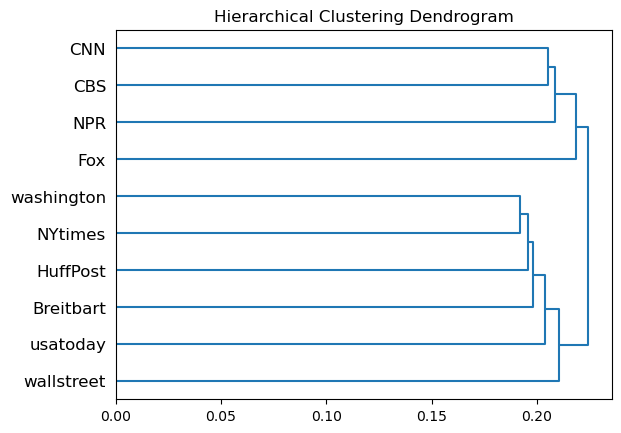 Hierarchical Clustering Dendrogram
CNN
CBS
NPR
Fox
washington
NYtimes
HuffPost
Breitbart
usatoday
wallstreet
0.00 0.05 0.10 0.15 0.20